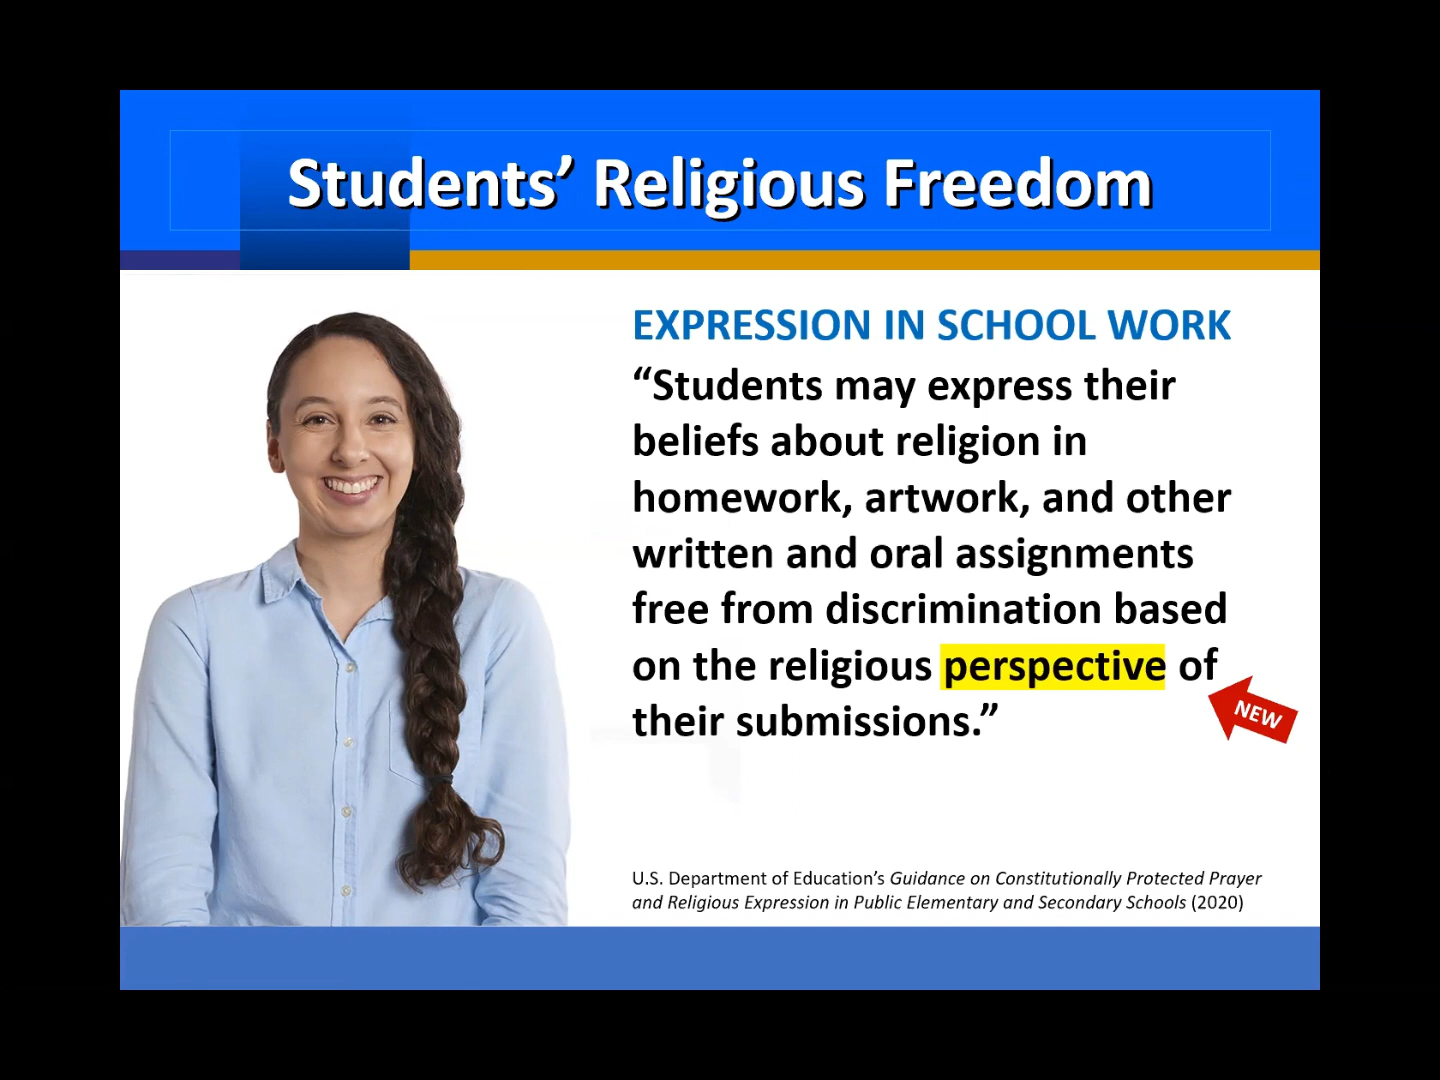 Students’ Religious Freedom
EXPRESSION IN SCHOOL WORK
“Students may express their
beliefs about religion in
homework, artwork, and other
written and oral assignments
free from discrimination based
on the religious perspective of
their submissions.”
NEW
U.S. Department of Education’s Guidance on Constitutionally Protected Prayer
and Religious Expression in Public Elementary and Secondary Schools (2020)